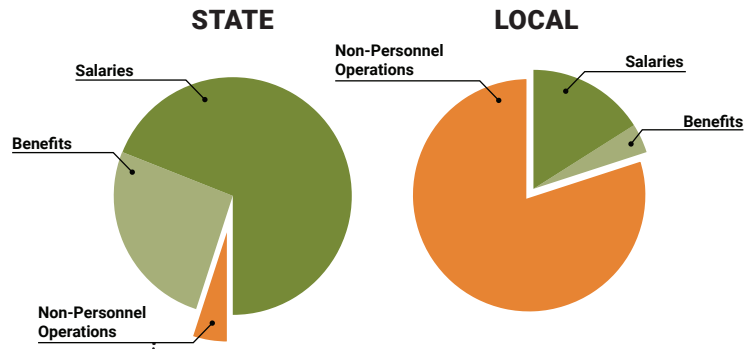 STATE
Salaries
Benefits
Non-Personnel
Operations
LOCAL
Non-Personnel
Operations
Salaries
Benefits